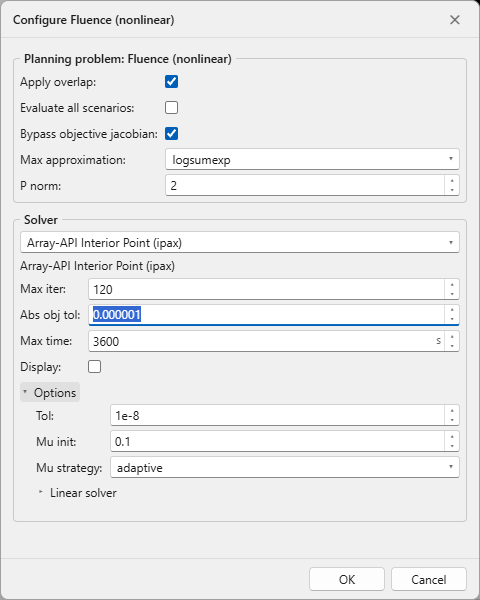 Configure Fluence (nonlinear)
Planning problem: Fluence (nonlinear)
Apply overlap:
Evaluate all scenarios:
Bypass objective jacobian:
Max approximation: logsumexp
P norm: 2
Solver
Array-API Interior Point (ipax)
Array-API Interior Point (ipax)
Max iter: 120
Abs obj tol: 0.000001
Max time: 3600 s
Display:
Options
Tol: 1e-8
Mu init: 0.1
Mu strategy: adaptive
Linear solver
OK Cancel